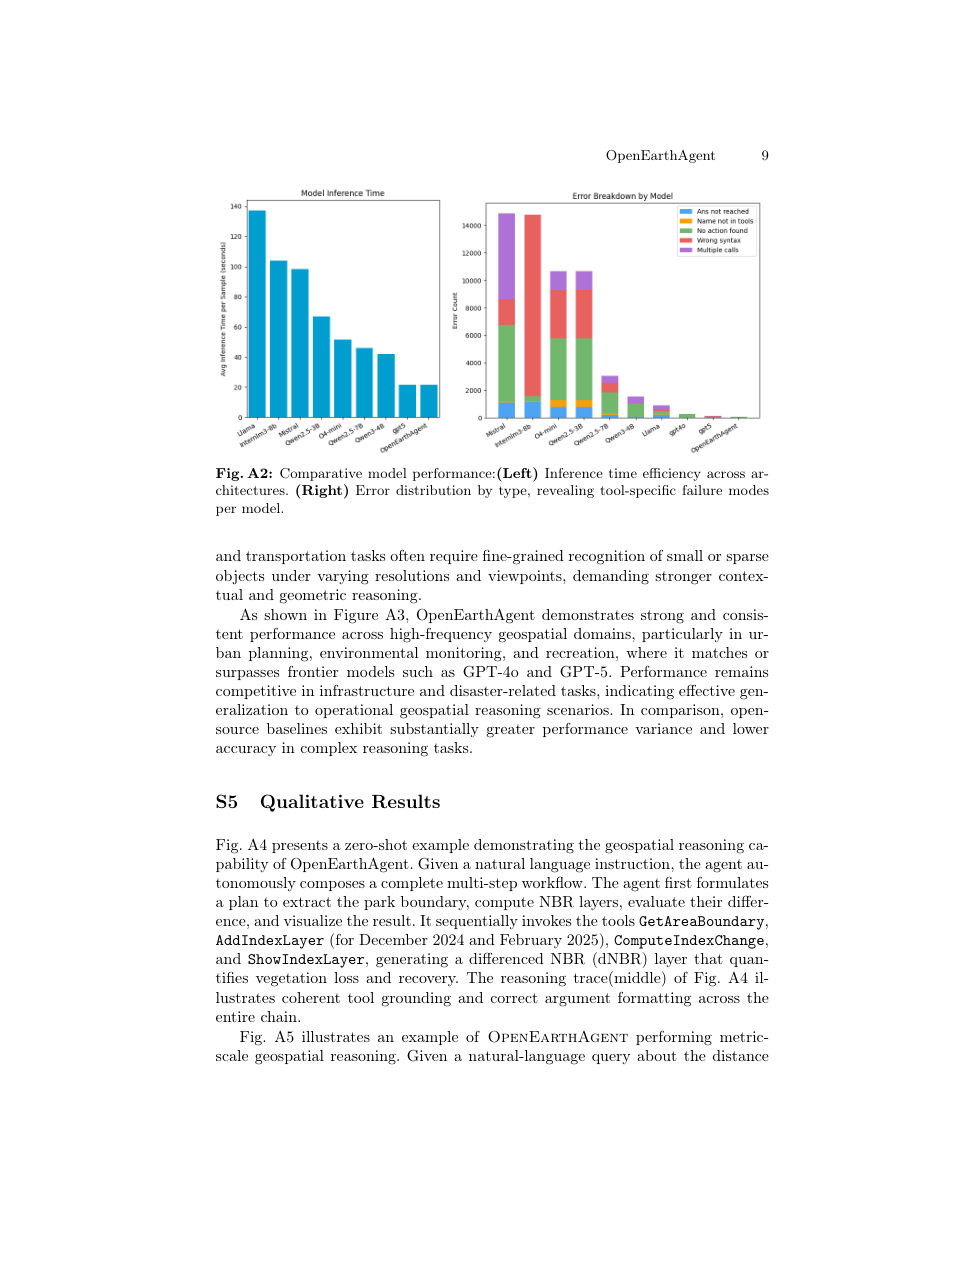 OpenEarthAgent 9
Model Inference Time
Avg Inference Time per Sample (seconds)
140
120
100
80
60
40
20
0
Llama
Internlm3-8b
Mistral
Qwen2.5-3B
O4-mini
Qwen2.5-7B
Qwen3-4B
gpt5
OpenEarthAgent
Error Breakdown by Model
Error Count
14000
12000
10000
8000
6000
4000
2000
0
Ans not reached
Name not in tools
No action found
Wrong syntax
Multiple calls
Mistral
Internlm3-8b
O4-mini
Qwen2.5-3B
Qwen2.5-7B
Qwen3-4B
Llama
gpt4o
gpt5
OpenEarthAgent
Fig. A2: Comparative model performance:(Left) Inference time efficiency across ar-
chitectures. (Right) Error distribution by type, revealing tool-specific failure modes
per model.
and transportation tasks often require fine-grained recognition of small or sparse
objects under varying resolutions and viewpoints, demanding stronger contex-
tual and geometric reasoning.
As shown in Figure A3, OpenEarthAgent demonstrates strong and consis-
tent performance across high-frequency geospatial domains, particularly in ur-
ban planning, environmental monitoring, and recreation, where it matches or
surpasses frontier models such as GPT-4o and GPT-5. Performance remains
competitive in infrastructure and disaster-related tasks, indicating effective gen-
eralization to operational geospatial reasoning scenarios. In comparison, open-
source baselines exhibit substantially greater performance variance and lower
accuracy in complex reasoning tasks.
S5 Qualitative Results
Fig. A4 presents a zero-shot example demonstrating the geospatial reasoning ca-
pability of OpenEarthAgent. Given a natural language instruction, the agent au-
tonomously composes a complete multi-step workflow. The agent first formulates
a plan to extract the park boundary, compute NBR layers, evaluate their differ-
ence, and visualize the result. It sequentially invokes the tools GetAreaBoundary,
AddIndexLayer (for December 2024 and February 2025), ComputeIndexChange,
and ShowIndexLayer, generating a differenced NBR (dNBR) layer that quan-
tifies vegetation loss and recovery. The reasoning trace(middle) of Fig. A4 il-
lustrates coherent tool grounding and correct argument formatting across the
entire chain.
Fig. A5 illustrates an example of OPENEARTHAGENT performing metric-
scale geospatial reasoning. Given a natural-language query about the distance